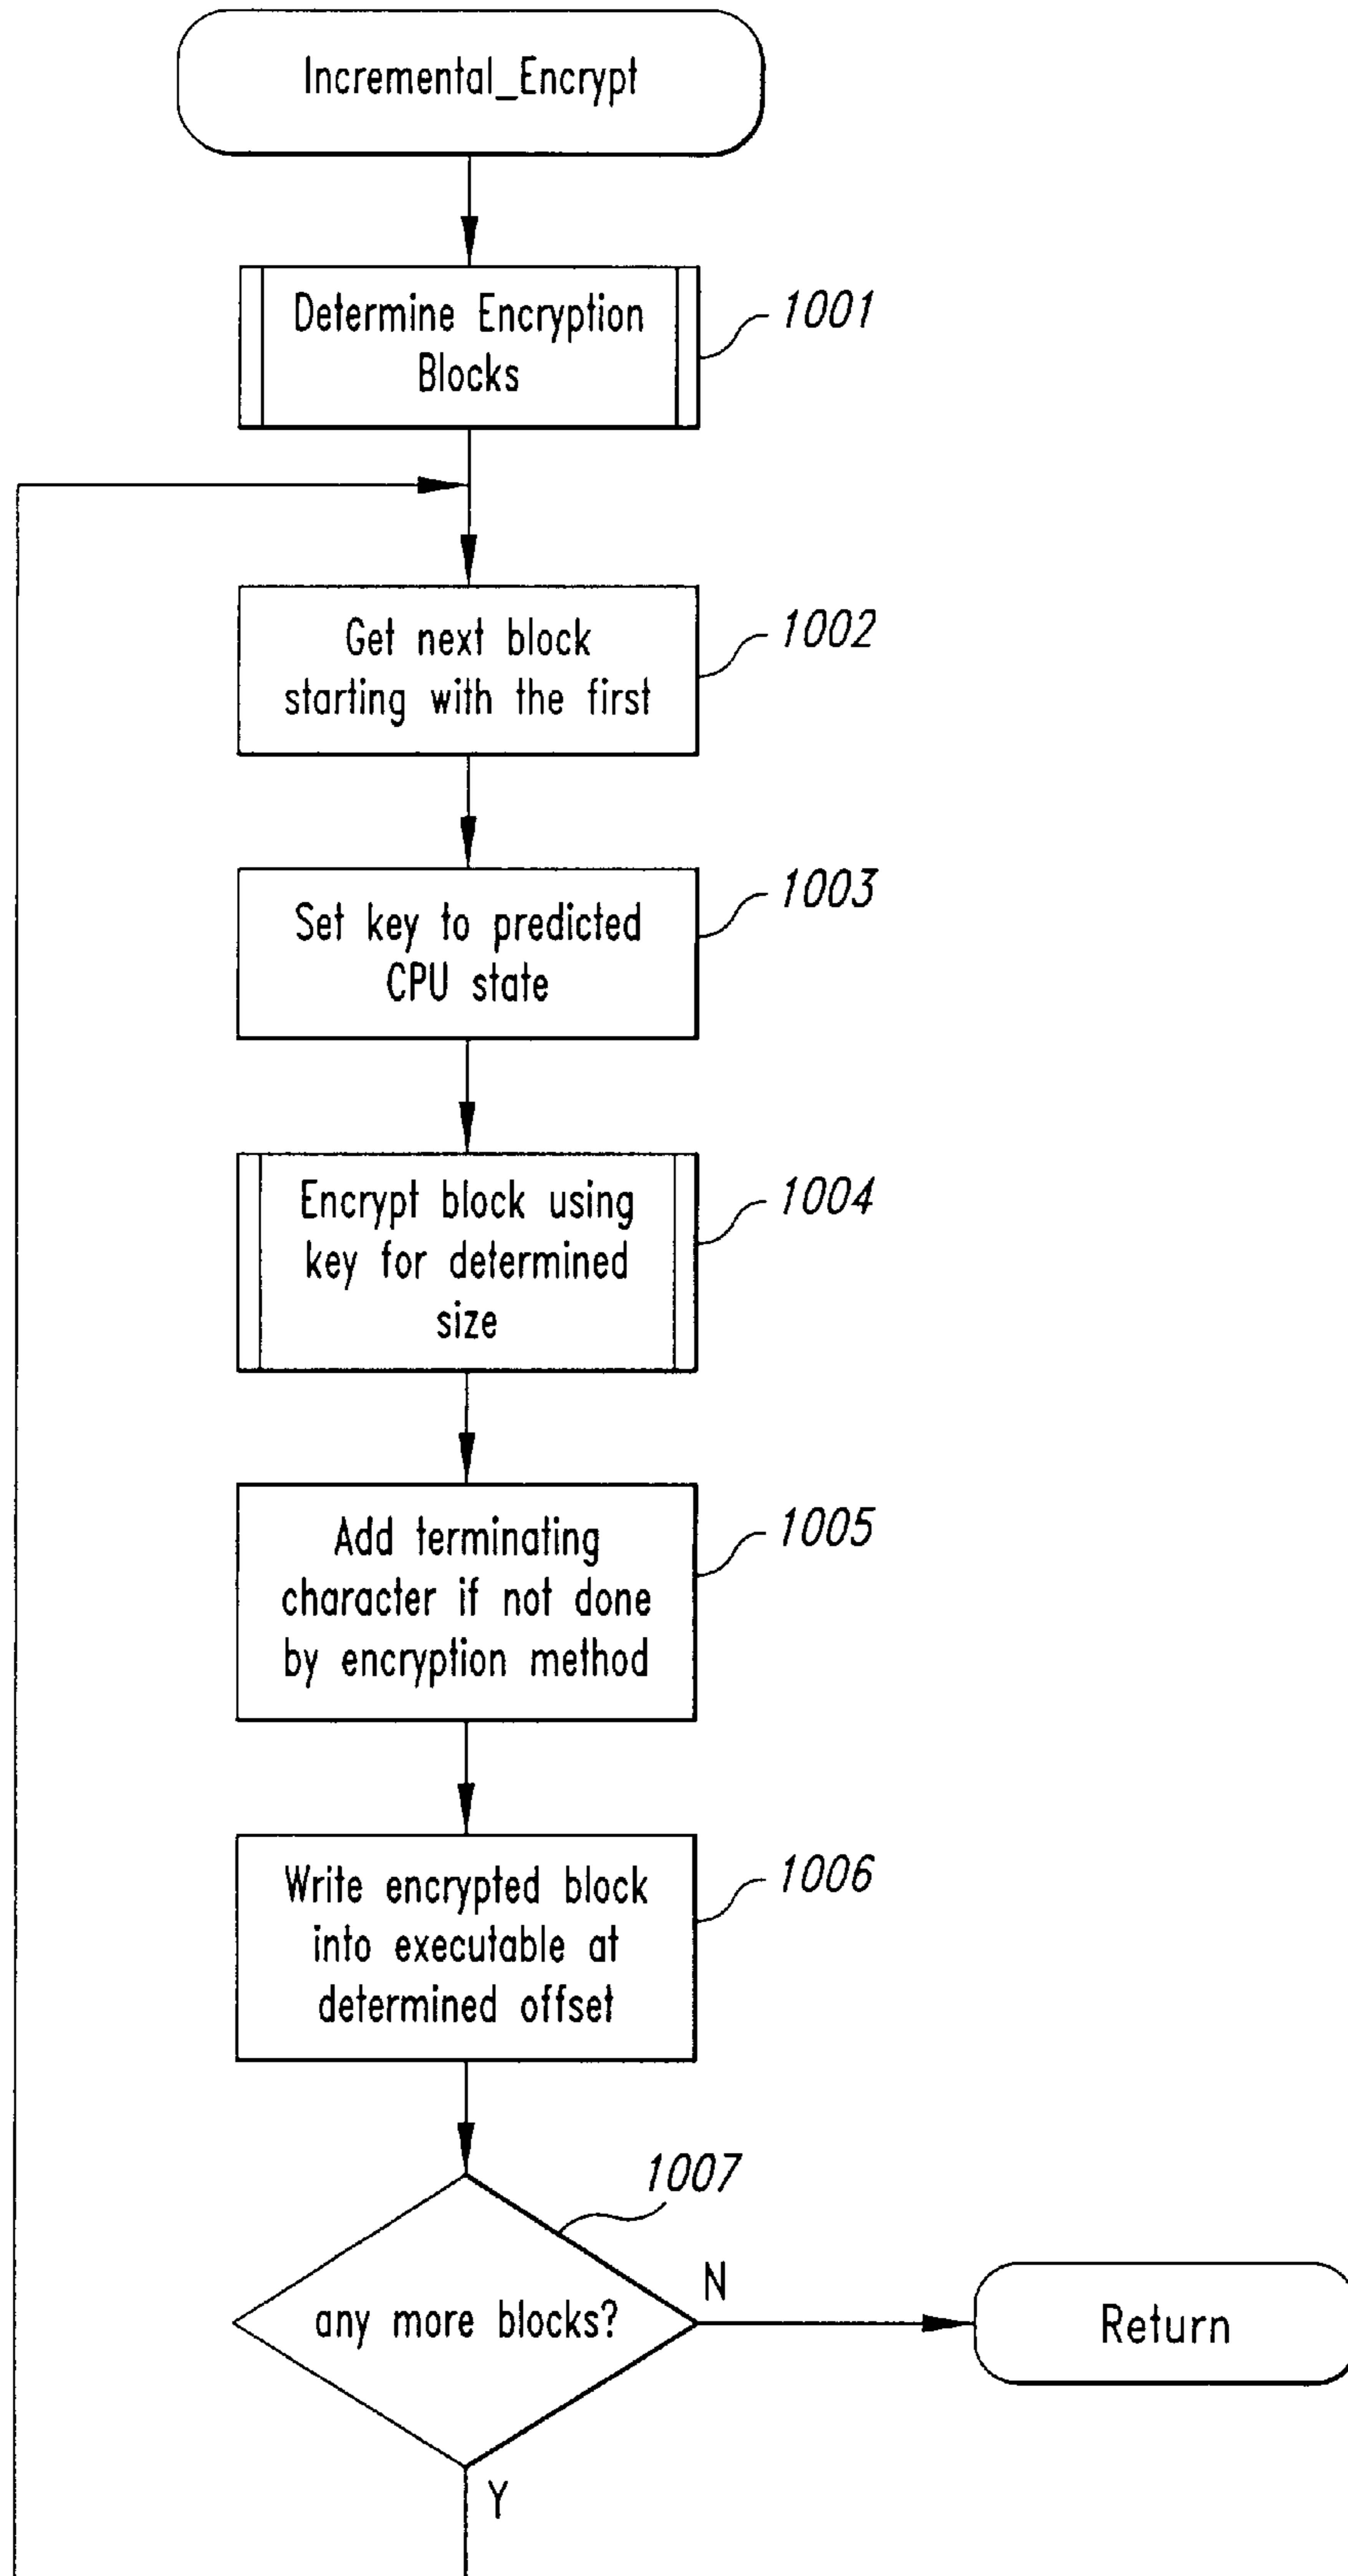 Incremental_Encrypt
Determine Encryption
Blocks
1001
Get next block
starting with the first
1002
Set key to predicted
CPU state
1003
Encrypt block using
key for determined
size
1004
Add terminating
character if not done
by encryption method
1005
Write encrypted block
into executable at
determined offset
1006
1007
any more blocks?
N
Return
Y